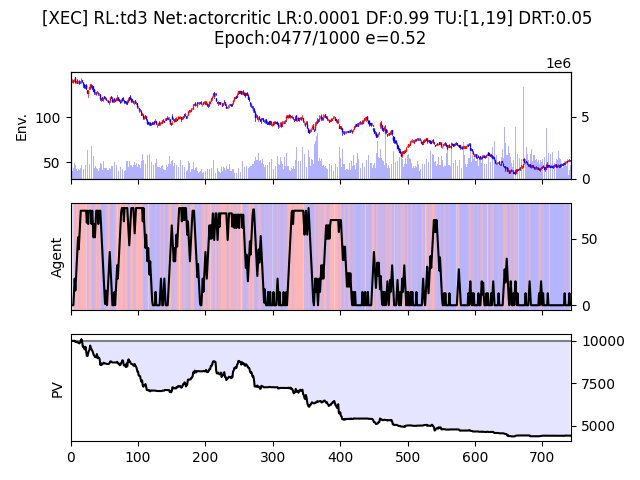 [XEC] RL:td3 Net:actorcritic LR:0.0001 DF:0.99 TU:[1,19] DRT:0.05
Epoch:0477/1000 e=0.52
1e6
Env.
100
50
5
0
Agent
50
0
PV
10000
7500
5000
0 100 200 300 400 500 600 700